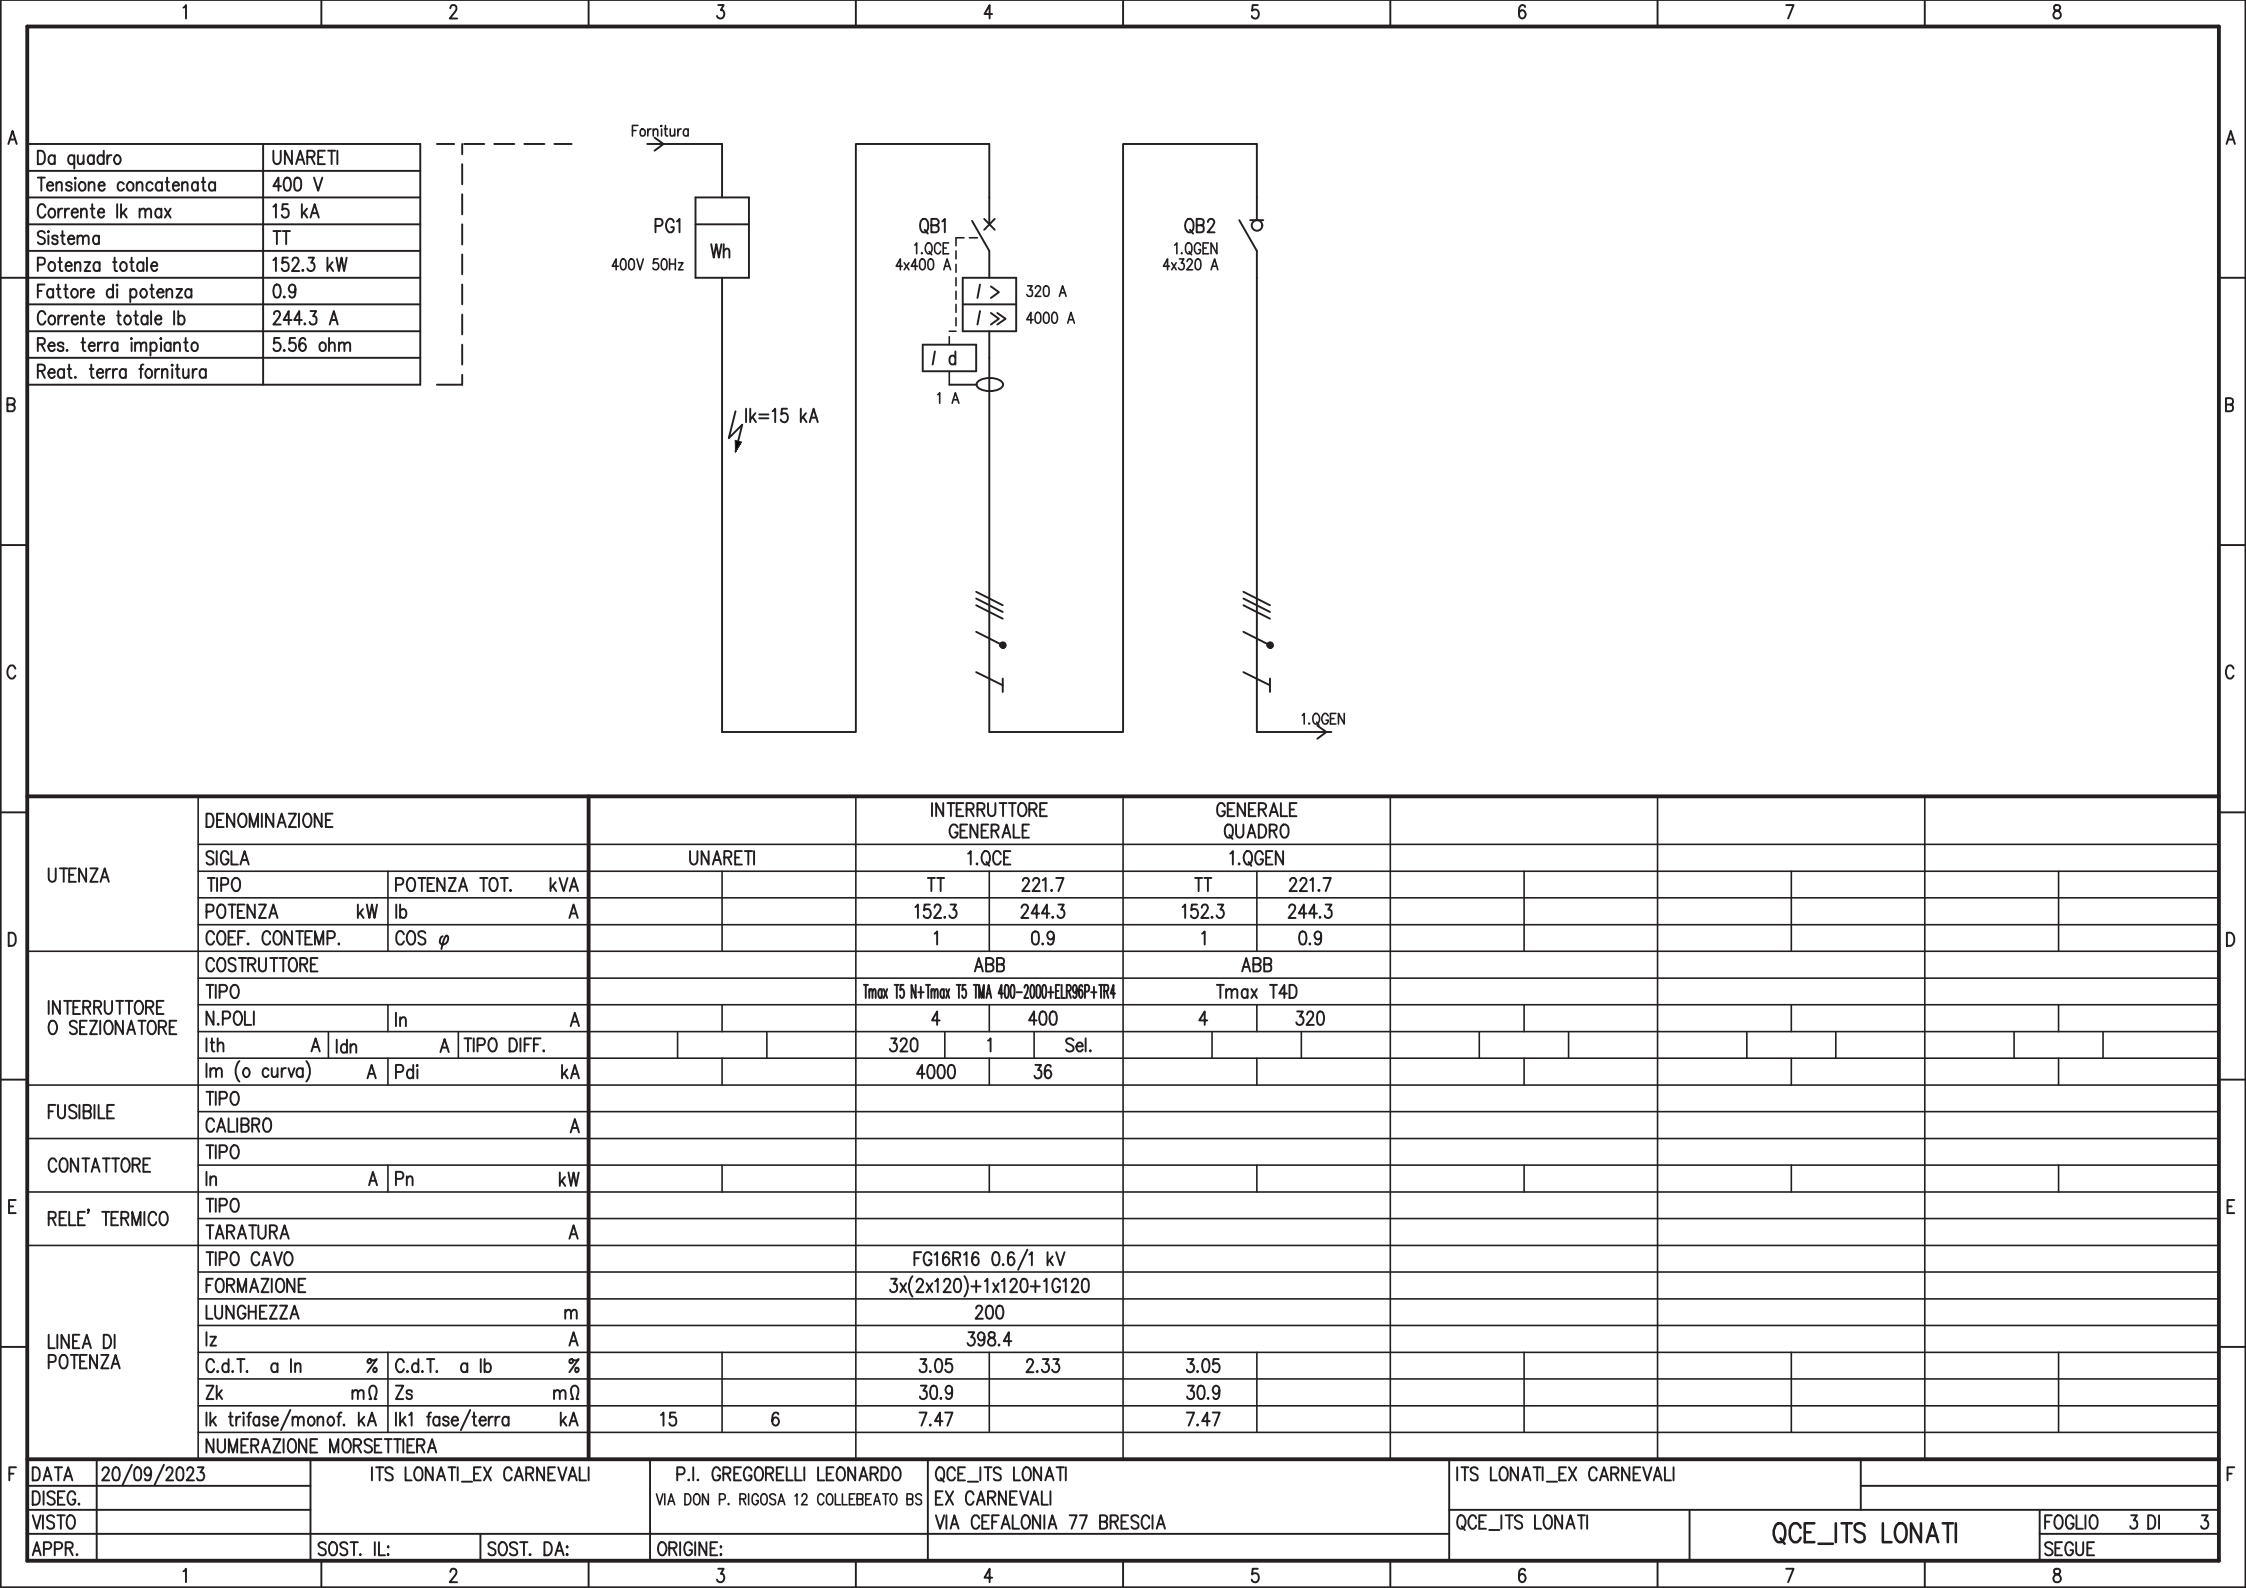 1 2 3 4 5 6 7 8
A A
B B
C C
D D
E E
F F
Da quadro UNARETI
Tensione concatenata 400 V
Corrente Ik max 15 kA
Sistema TT
Potenza totale 152.3 kW
Fattore di potenza 0.9
Corrente totale Ib 244.3 A
Res. terra impianto 5.56 ohm
Reat. terra fornitura
Fornitura
PG1
Wh
400V 50Hz
Ik=15 kA
QB1
1.QCE
4x400 A
I > 320 A
I >> 4000 A
I d
1 A
QB2
1.QGEN
4x320 A
1.QGEN
UTENZA
DENOMINAZIONE INTERRUTTORE GENERALE GENERALE QUADRO
SIGLA UNARETI 1.QCE 1.QGEN
TIPO POTENZA TOT. kVA TT 221.7 TT 221.7
POTENZA kW Ib A 152.3 244.3 152.3 244.3
COEF. CONTEMP. COS φ 1 0.9 1 0.9
INTERRUTTORE
O SEZIONATORE
COSTRUTTORE ABB ABB
TIPO Tmax T5 N+Tmax T5 TMA 400-2000+ELR96P+TR4 Tmax T4D
N.POLI In A 4 400 4 320
Ith A Idn A TIPO DIFF. 320 1 Sel.
Im (o curva) A Pdi kA 4000 36
FUSIBILE
TIPO
CALIBRO A
CONTATTORE
TIPO
In A Pn kW
RELE' TERMICO
TIPO
TARATURA A
LINEA DI
POTENZA
TIPO CAVO FG16R16 0.6/1 kV
FORMAZIONE 3x(2x120)+1x120+1G120
LUNGHEZZA m 200
Iz A 398.4
C.d.T. a In % C.d.T. a Ib % 3.05 2.33 3.05
Zk mΩ Zs mΩ 30.9 30.9
Ik trifase/monof. kA Ik1 fase/terra kA 15 6 7.47 7.47
NUMERAZIONE MORSETTIERA
DATA 20/09/2023
DISEG.
VISTO
APPR.
ITS LONATI_EX CARNEVALI
SOST. IL: SOST. DA:
P.I. GREGORELLI LEONARDO
VIA DON P. RIGOSA 12 COLLEBEATO BS
ORIGINE:
QCE_ITS LONATI
EX CARNEVALI
VIA CEFALONIA 77 BRESCIA
ITS LONATI_EX CARNEVALI
QCE_ITS LONATI
QCE_ITS LONATI
FOGLIO 3 DI 3
SEGUE
1 2 3 4 5 6 7 8